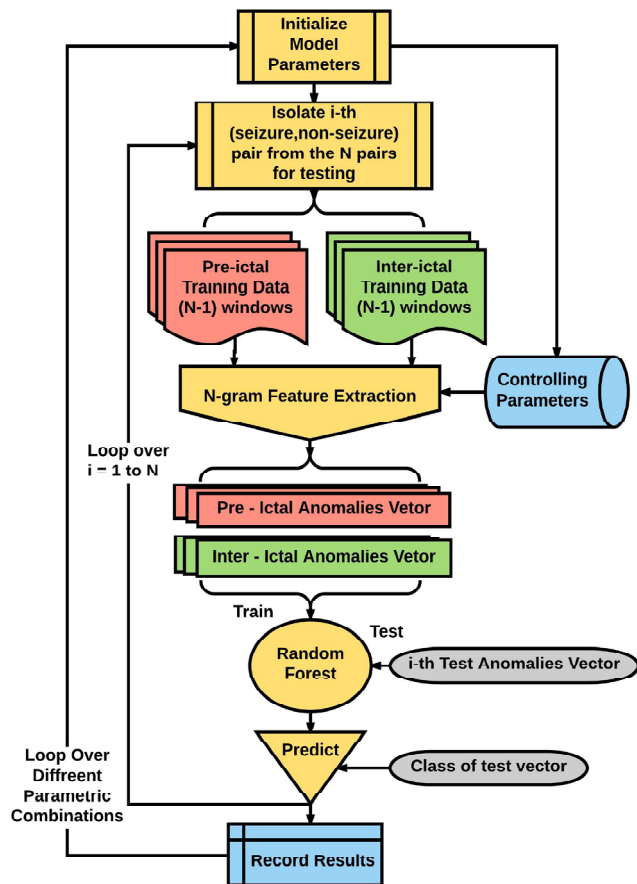 Initialize
Model
Parameters
Isolate i-th
(seizure,non-seizure)
pair from the N pairs
for testing
Pre-ictal
Training Data
(N-1) windows
Inter-ictal
Training Data
(N-1) windows
N-gram Feature Extraction
Controlling
Parameters
Loop over
i = 1 to N
Pre - Ictal Anomalies Vetor
Inter - Ictal Anomalies Vetor
Train
Test
Random
Forest
i-th Test Anomalies Vector
Predict
Class of test vector
Loop Over
Diffreent
Parametric
Combinations
Record Results